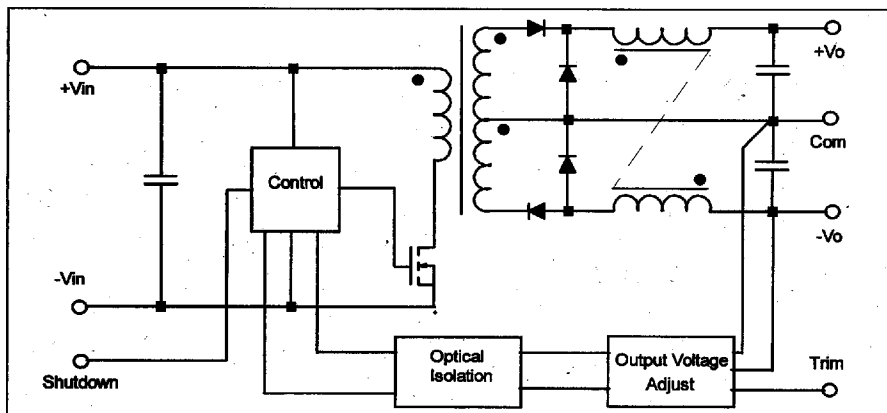 +Vo
+Vin
Com
Control
-Vo
-Vin
Optical
Isolation
Output Voltage
Adjust
Trim
Shutdown